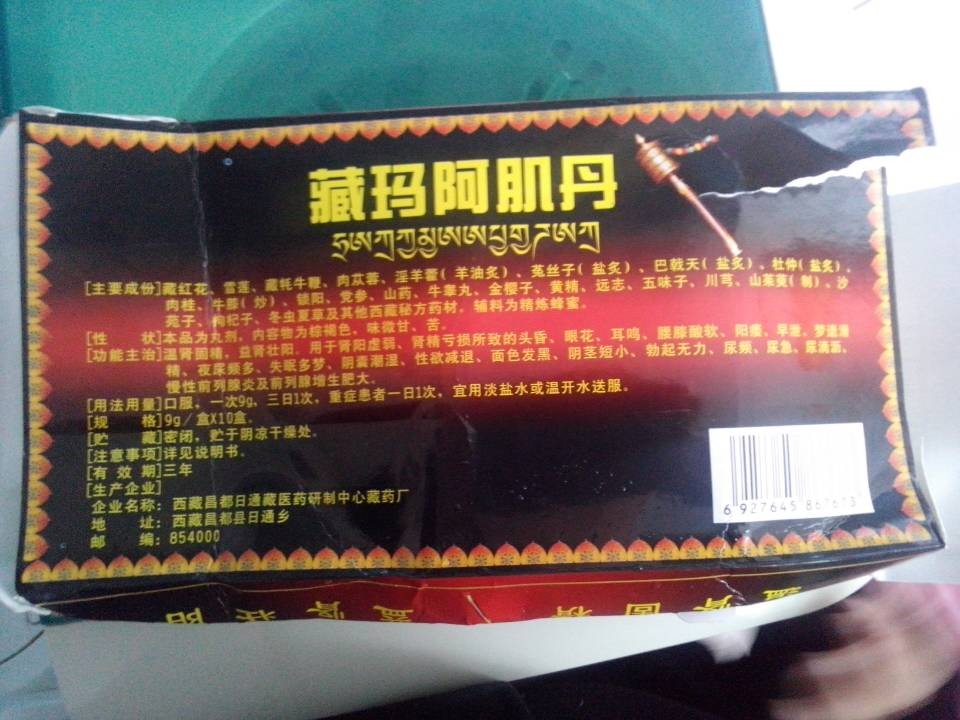 藏玛阿肌丹
[主要成份]藏红花、雪莲、藏牦牛鞭、肉苁蓉、淫羊藿(羊油炙)、菟丝子(盐炙)、巴戟天(盐炙)、杜仲(盐炙)、
肉桂、牛膝(炒)、锁阳、党参、山药、牛睾丸、金樱子、黄精、远志、五味子、川芎、山茱萸(制)、沙
苑子、枸杞子、冬虫夏草及其他西藏秘方药材，辅料为精炼蜂蜜。
[性 状]本品为丸剂，内容物为棕褐色，味微甘、苦。
[功能主治]温肾固精，益肾壮阳。用于肾阳虚弱、肾精亏损所致的头昏、眼花、耳鸣、腰膝酸软、阳痿、早泄、梦遗滑
精、夜尿频多、失眠多梦、阴囊潮湿、性欲减退、面色发黑、阴茎短小、勃起无力、尿频、尿急、尿滴沥、
慢性前列腺炎及前列腺增生肥大。
[用法用量]口服，一次9g，三日1次，重症患者一日1次，宜用淡盐水或温开水送服。
[规 格]9g／盒X10盒。
[贮 藏]密闭，贮于阴凉干燥处。
[注意事项]详见说明书。
[有 效 期]三年
[生产企业]
企业名称：西藏昌都日通藏医药研制中心藏药厂
地 址：西藏昌都县日通乡
邮 编：854000
6 927645 867673
温肾固精 益肾壮阳